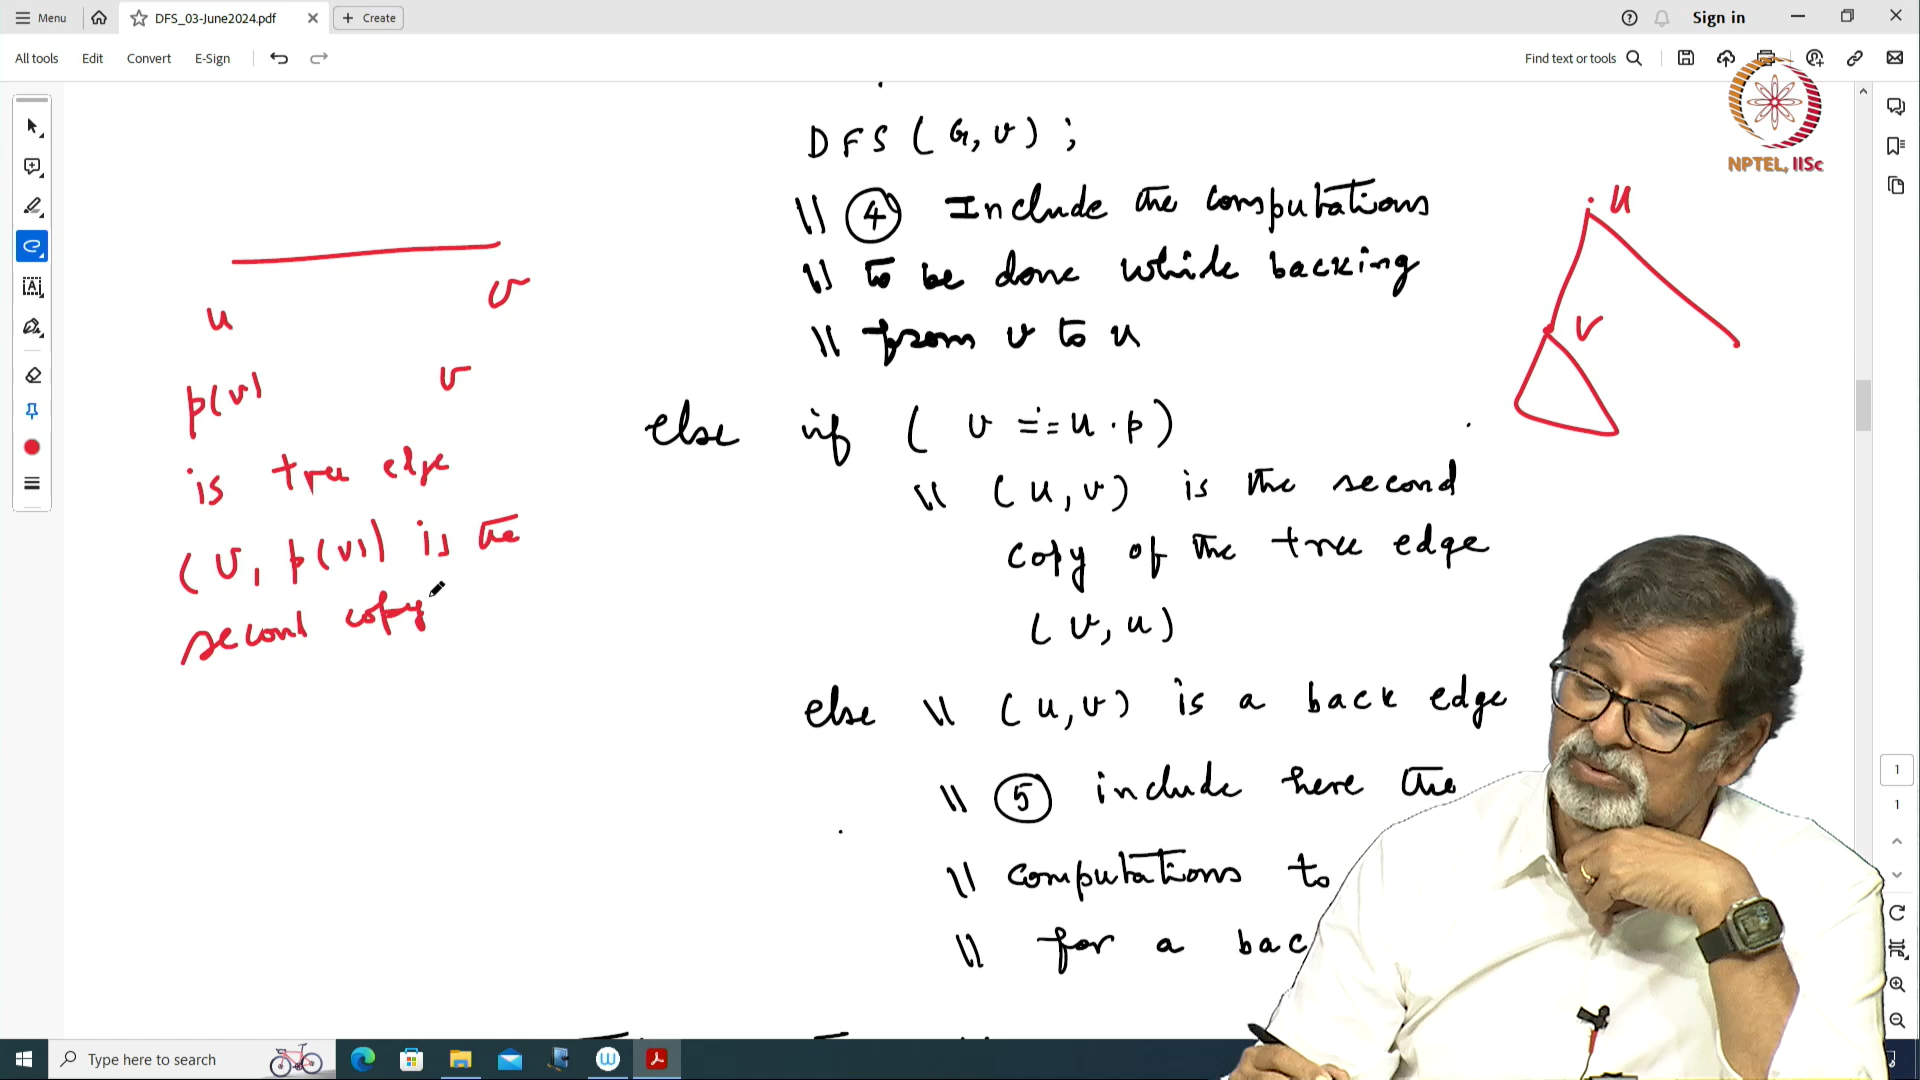 Menu
DFS_03-June2024.pdf
Create
Sign in
All tools
Edit
Convert
E-Sign
Find text or tools
NPTEL, IISc
DFS (G, v) ;
\\ ④ Include the computations
\\ to be done while backing
\\ from v to u
else if ( v == u . p )
\\ (u, v) is the second
copy of the tree edge
(v, u)
else \\ (u, v) is a back edge
\\ ⑤ include here the
\\ computations to
\\ for a bac
u v
p(v) v
is tree edge
(v, p(v)) is the
second copy
u
v
1
1
Type here to search